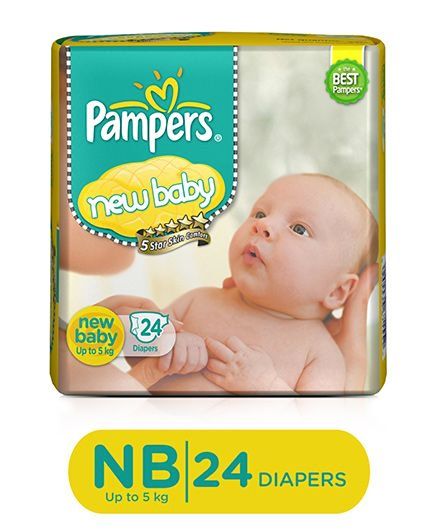 the
BEST
Pampers*
Pampers®
new baby
5 Star Skin Comfort
new
baby
Up to 5 kg
24
Diapers
NB|24 DIAPERS
Up to 5 kg